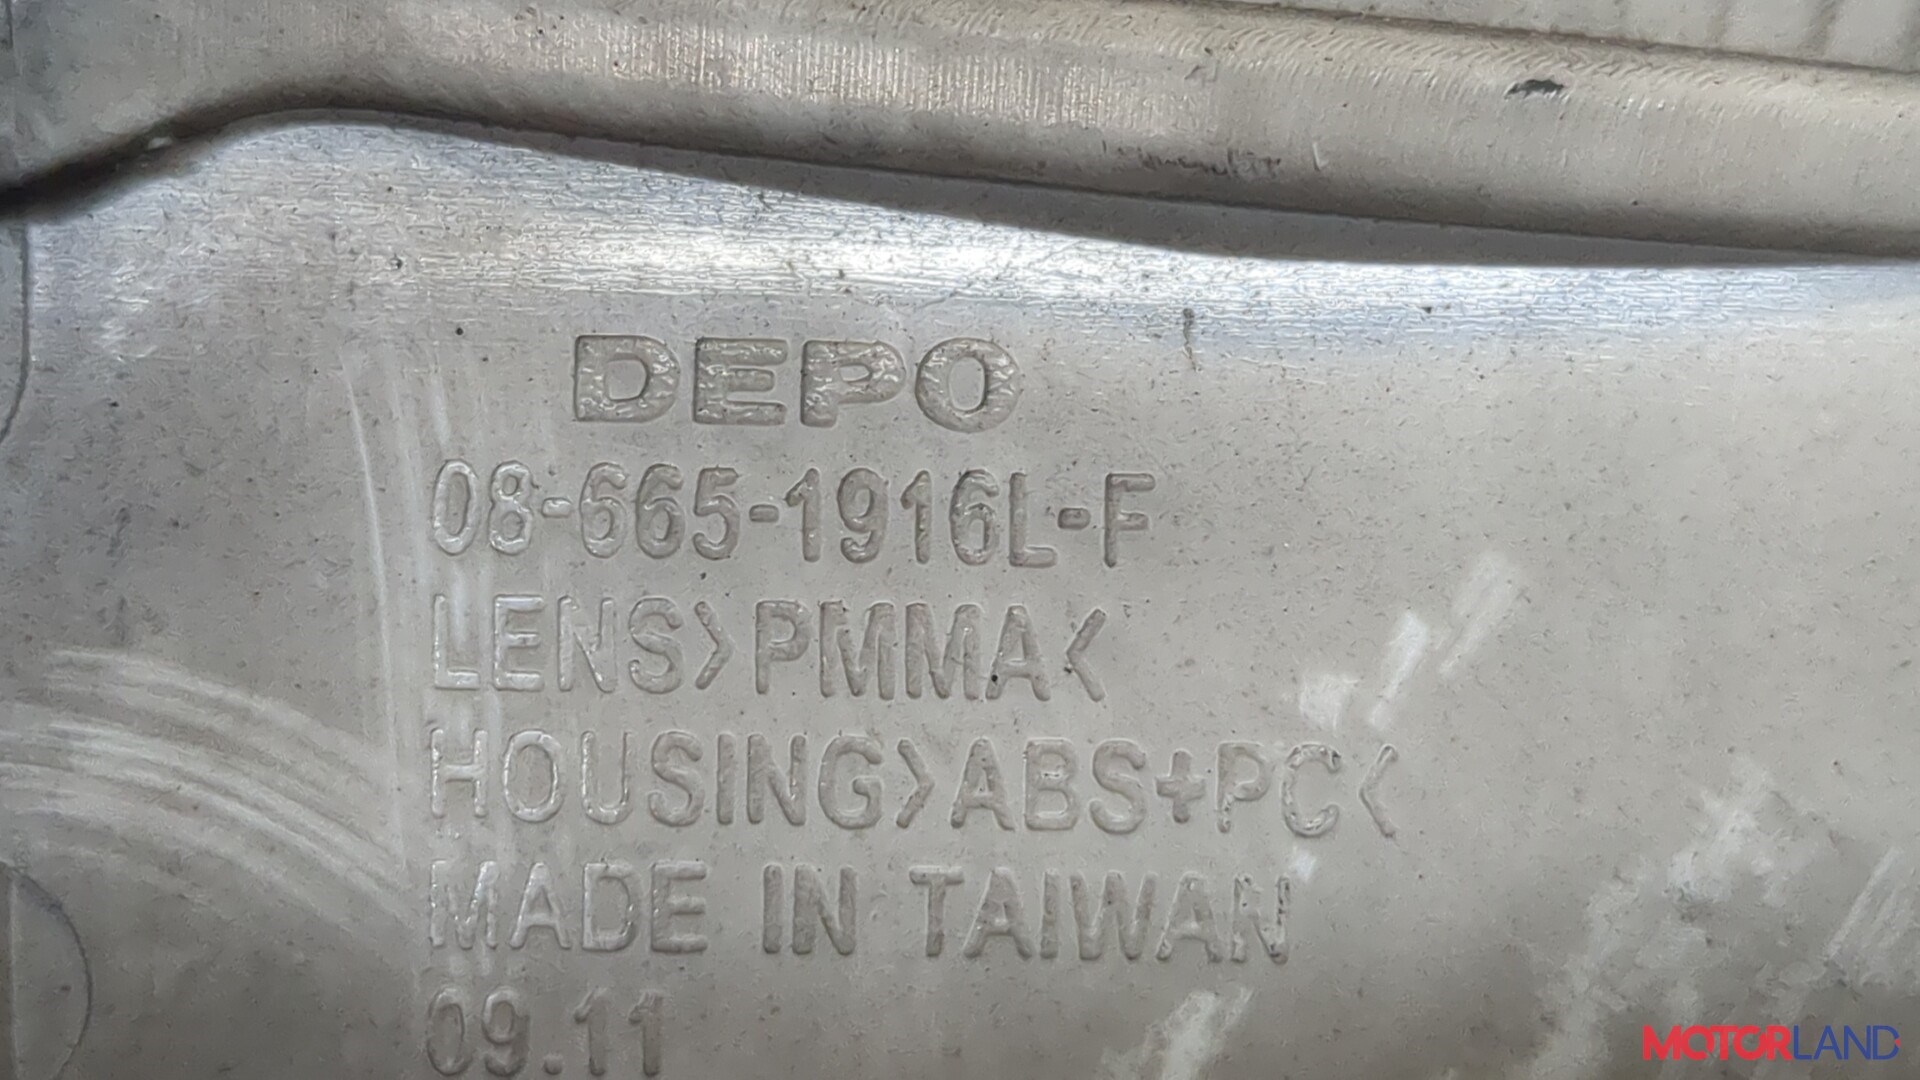 DEPO
08-665-1916L-F
LENS>PMMA<
HOUSING>ABS+PC<
MADE IN TAIWAN
09.11
MOTORLAND